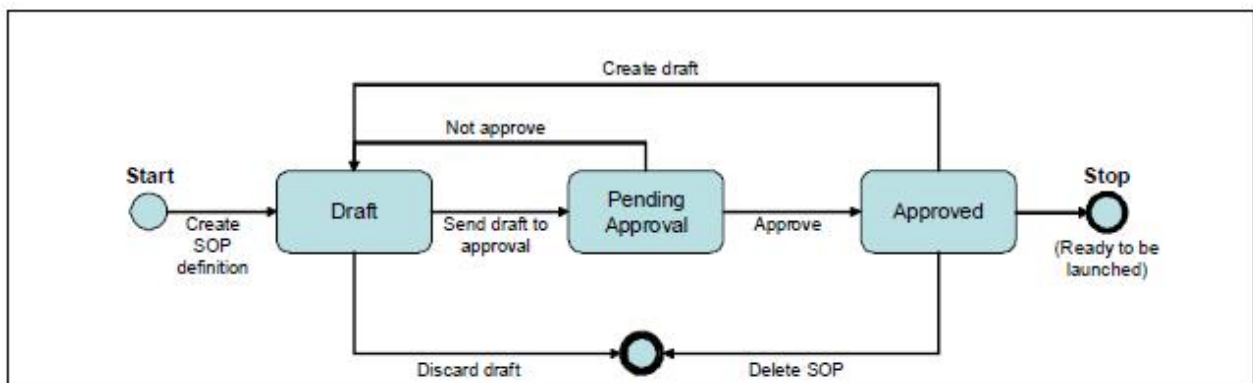 Create draft
Not approve
Start
Stop
Draft
Pending
Approval
Approved
Create
SOP
definition
Send draft to
approval
Approve
(Ready to be
launched)
Discard draft
Delete SOP